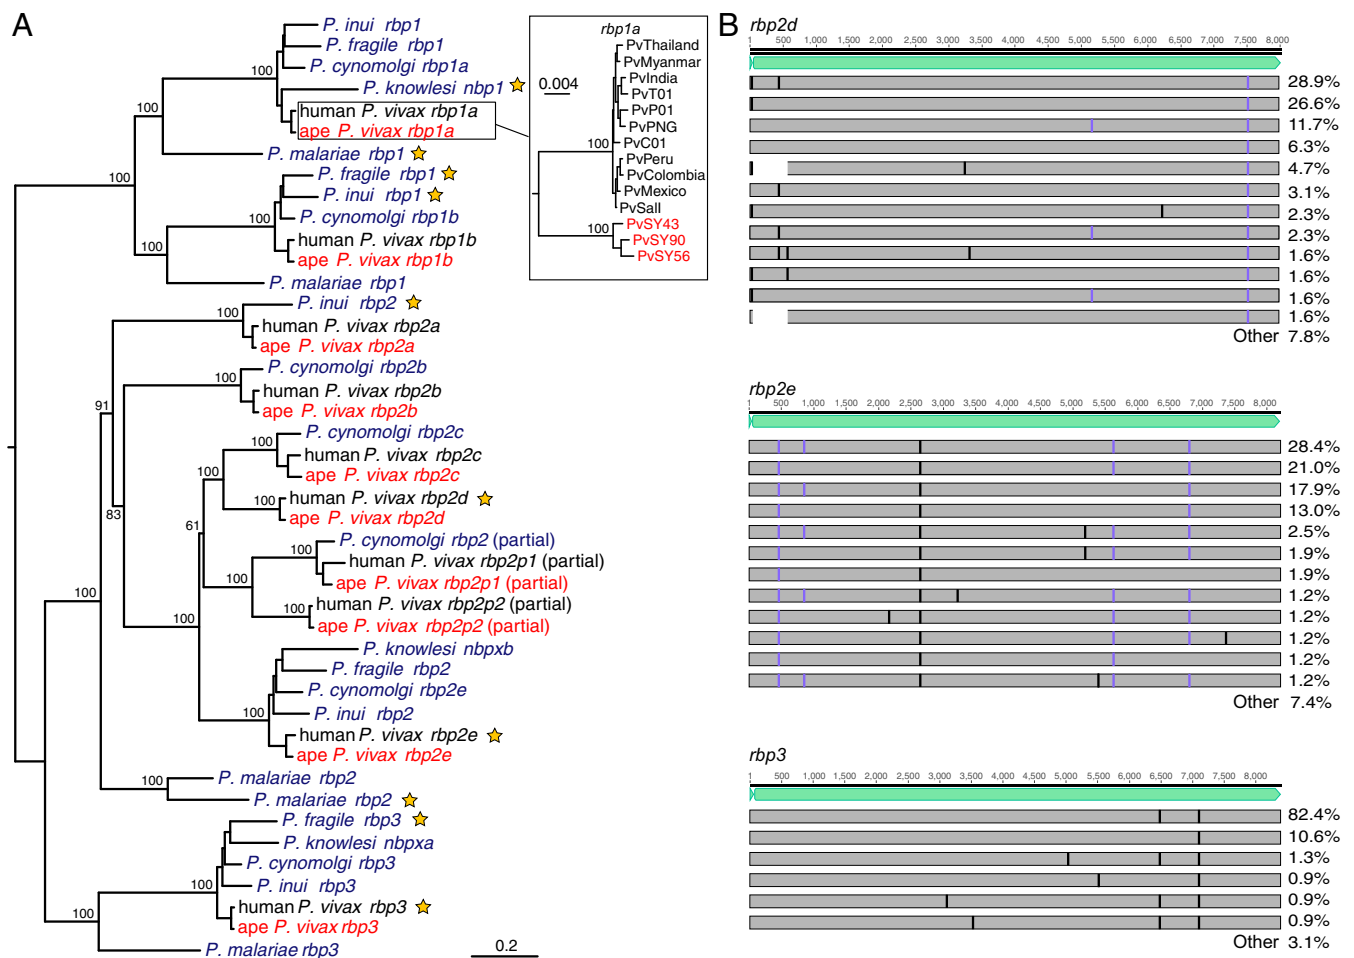 A
P. inui rbp1
P. fragile rbp1
P. cynomolgi rbp1a
P. knowlesi nbp1
human P. vivax rbp1a
ape P. vivax rbp1a
P. malariae rbp1
P. fragile rbp1
P. inui rbp1
P. cynomolgi rbp1b
human P. vivax rbp1b
ape P. vivax rbp1b
P. malariae rbp1
P. inui rbp2
human P. vivax rbp2a
ape P. vivax rbp2a
P. cynomolgi rbp2b
human P. vivax rbp2b
ape P. vivax rbp2b
P. cynomolgi rbp2c
human P. vivax rbp2c
ape P. vivax rbp2c
human P. vivax rbp2d
ape P. vivax rbp2d
P. cynomolgi rbp2 (partial)
human P. vivax rbp2p1 (partial)
ape P. vivax rbp2p1 (partial)
human P. vivax rbp2p2 (partial)
ape P. vivax rbp2p2 (partial)
P. knowlesi nbpxb
P. fragile rbp2
P. cynomolgi rbp2e
P. inui rbp2
human P. vivax rbp2e
ape P. vivax rbp2e
P. malariae rbp2
P. malariae rbp2
P. fragile rbp3
P. knowlesi nbpxa
P. cynomolgi rbp3
P. inui rbp3
human P. vivax rbp3
ape P. vivax rbp3
P. malariae rbp3
100
100
100
100
100
100
91
100
83
100
100
100
61
100
100
100
100
100
100
100
100
100
0.2
rbp1a
0.004
PvThailand
PvMyanmar
PvIndia
PvT01
PvP01
PvPNG
PvC01
PvPeru
PvColombia
PvMexico
PvSalI
PvSY43
PvSY90
PvSY56
100
100
B
rbp2d
1 500 1,000 1,500 2,000 2,500 3,000 3,500 4,000 4,500 5,000 5,500 6,000 6,500 7,000 7,500 8,000
28.9%
26.6%
11.7%
6.3%
4.7%
3.1%
2.3%
2.3%
1.6%
1.6%
1.6%
1.6%
Other 7.8%
rbp2e
1 500 1,000 1,500 2,000 2,500 3,000 3,500 4,000 4,500 5,000 5,500 6,000 6,500 7,000 7,500 8,000
28.4%
21.0%
17.9%
13.0%
2.5%
1.9%
1.9%
1.2%
1.2%
1.2%
1.2%
1.2%
Other 7.4%
rbp3
1 500 1,000 1,500 2,000 2,500 3,000 3,500 4,000 4,500 5,000 5,500 6,000 6,500 7,000 7,500 8,000
82.4%
10.6%
1.3%
0.9%
0.9%
0.9%
Other 3.1%